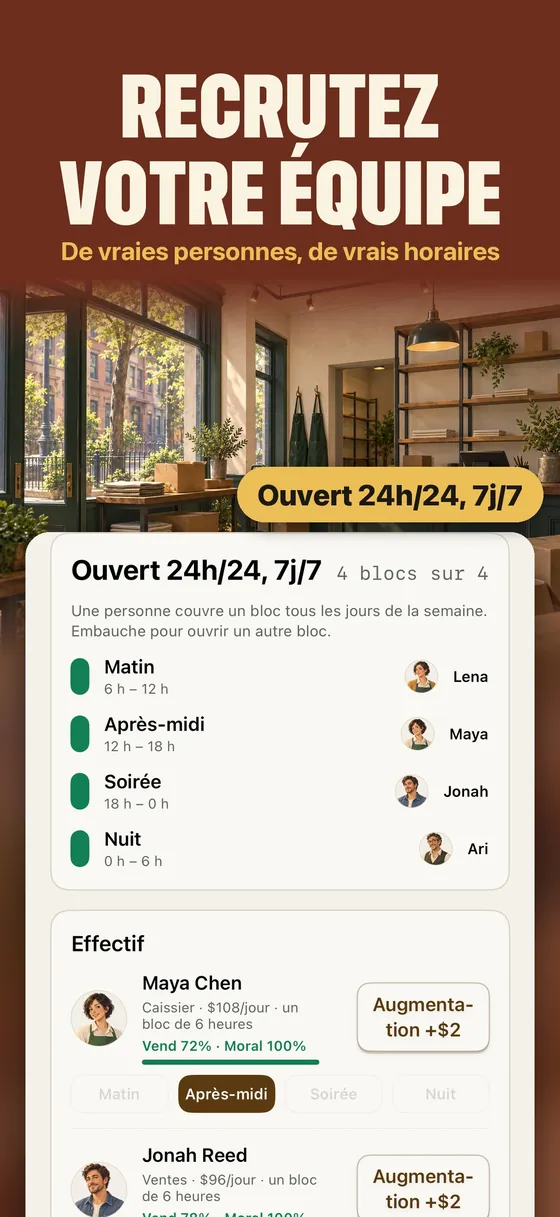 RECRUTEZ
VOTRE ÉQUIPE
De vraies personnes, de vrais horaires
Ouvert 24h/24, 7j/7
Ouvert 24h/24, 7j/7 4 blocs sur 4
Une personne couvre un bloc tous les jours de la semaine.
Embauche pour ouvrir un autre bloc.
Matin
6 h – 12 h
Lena
Après-midi
12 h – 18 h
Maya
Soirée
18 h – 0 h
Jonah
Nuit
0 h – 6 h
Ari
Effectif
Maya Chen
Caissier · $108/jour · un
bloc de 6 heures
Vend 72% · Moral 100%
Augmenta-
tion +$2
Matin Après-midi Soirée Nuit
Jonah Reed
Ventes · $96/jour · un bloc
de 6 heures
Vend 78% · Moral 100%
Augmenta-
tion +$2